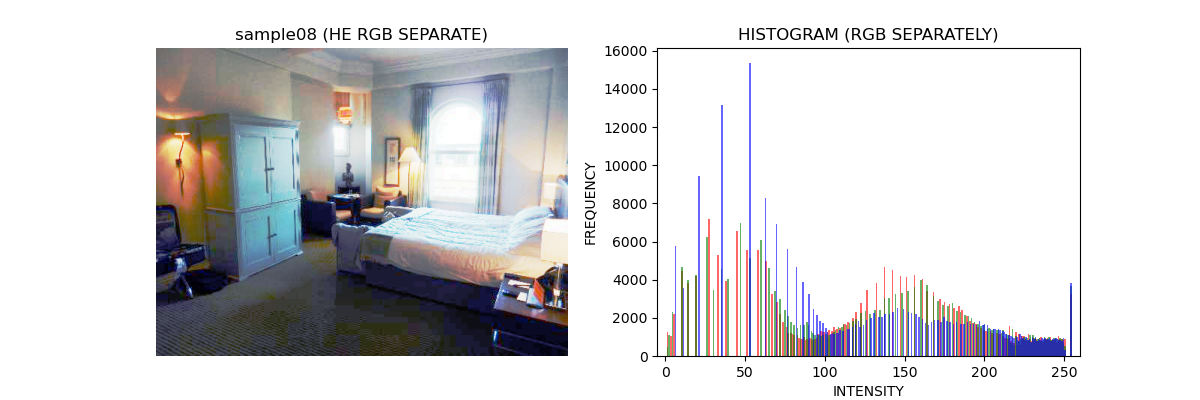 sample08 (HE RGB SEPARATE)
HISTOGRAM (RGB SEPARATELY)
16000
14000
12000
10000
8000
6000
4000
2000
0
FREQUENCY
0 50 100 150 200 250
INTENSITY